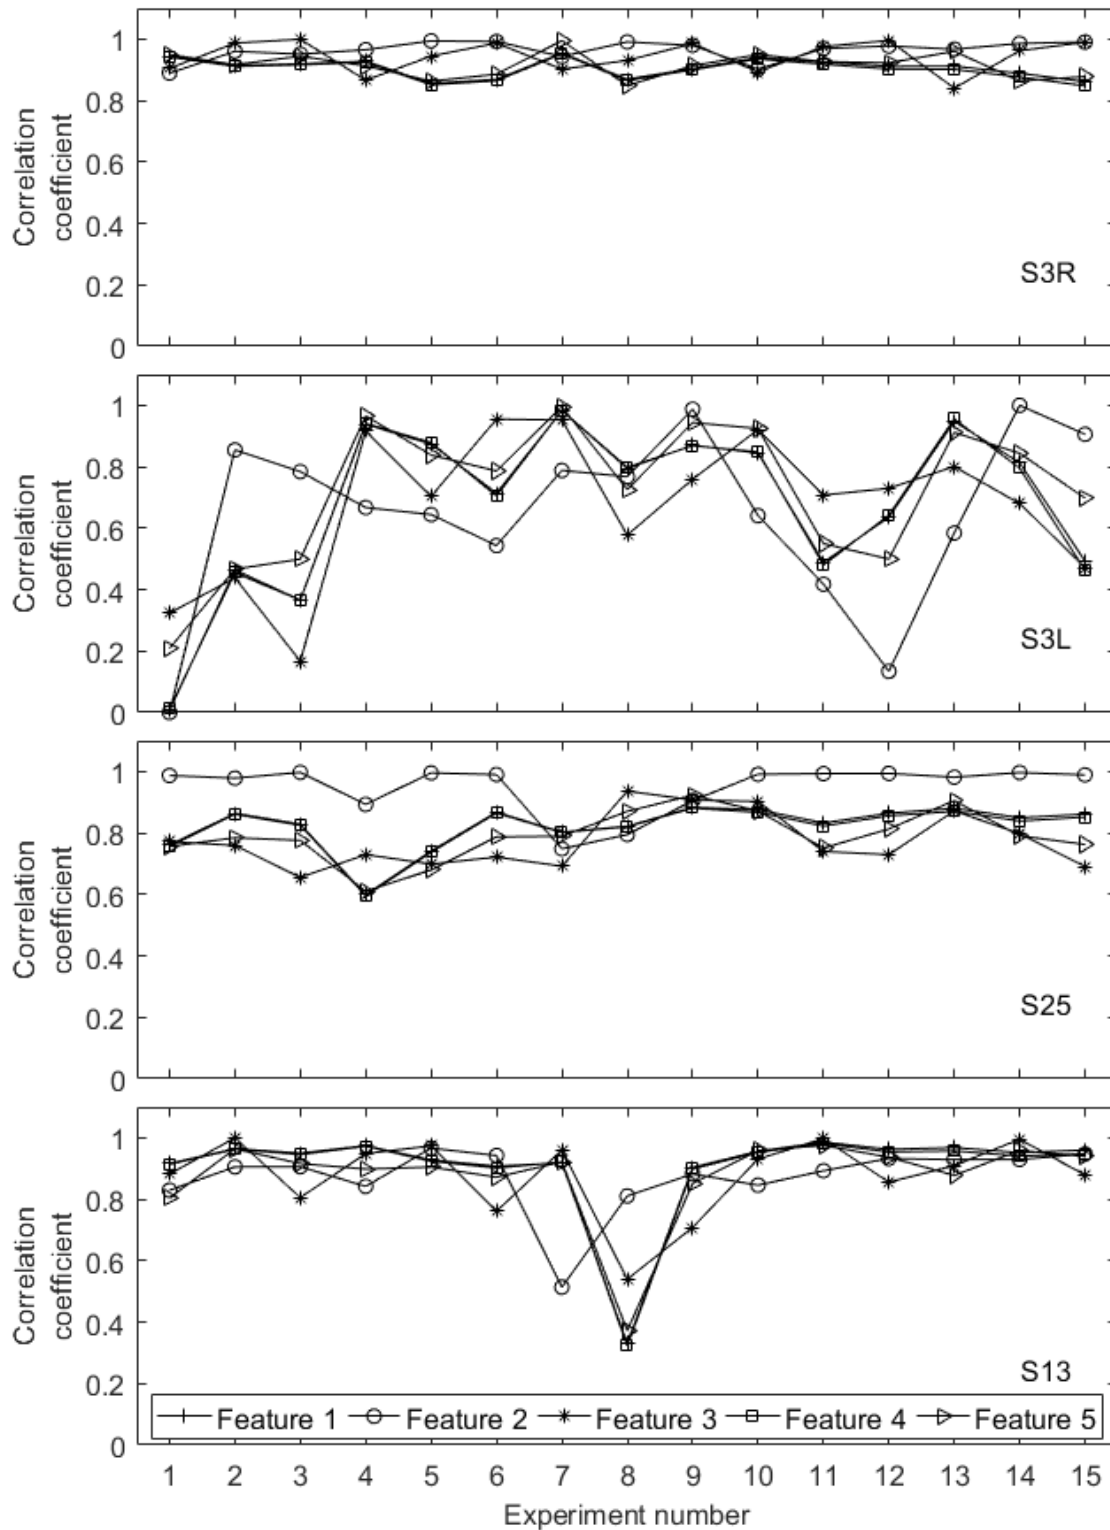 Correlation
coefficient
1
0.8
0.6
0.4
0.2
0
S3R
Correlation
coefficient
1
0.8
0.6
0.4
0.2
0
S3L
Correlation
coefficient
1
0.8
0.6
0.4
0.2
0
S25
Correlation
coefficient
1
0.8
0.6
0.4
0.2
0
S13
Feature 1 Feature 2 Feature 3 Feature 4 Feature 5
1 2 3 4 5 6 7 8 9 10 11 12 13 14 15
Experiment number